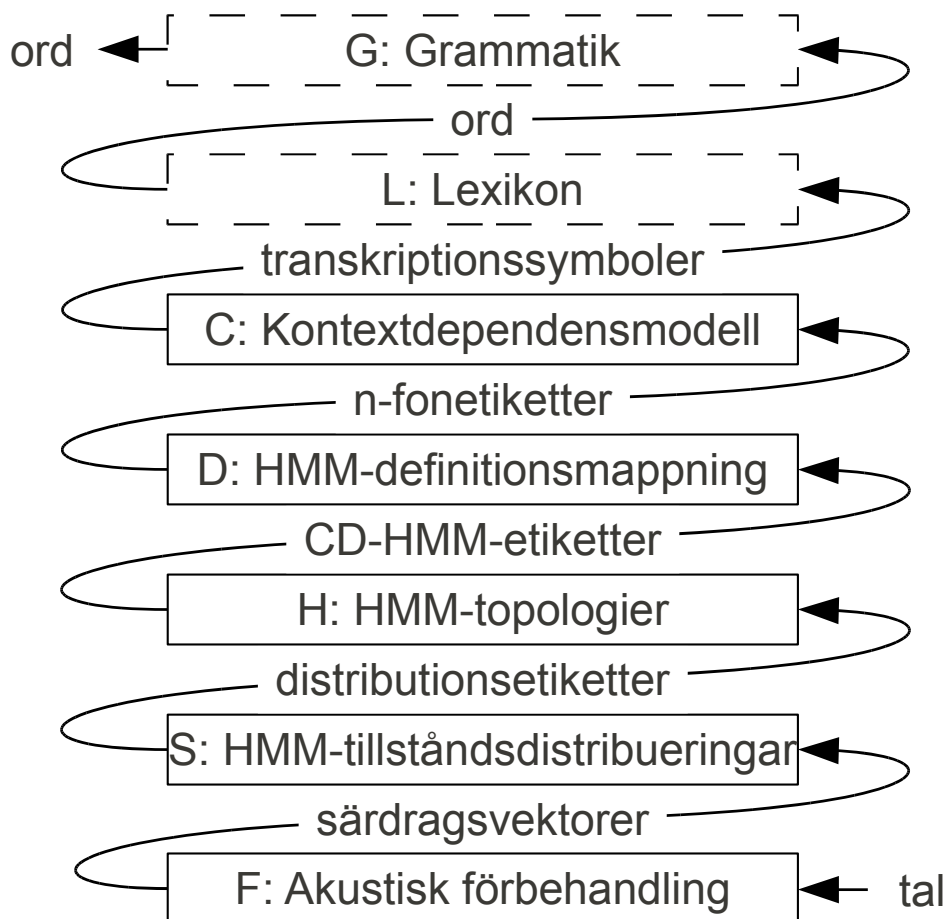 ord
G: Grammatik
ord
L: Lexikon
transkriptionssymboler
C: Kontextdependensmodell
n-fonetiketter
D: HMM-definitionsmappning
CD-HMM-etiketter
H: HMM-topologier
distributionsetiketter
S: HMM-tillståndsdistribueringar
särdragsvektorer
F: Akustisk förbehandling
tal